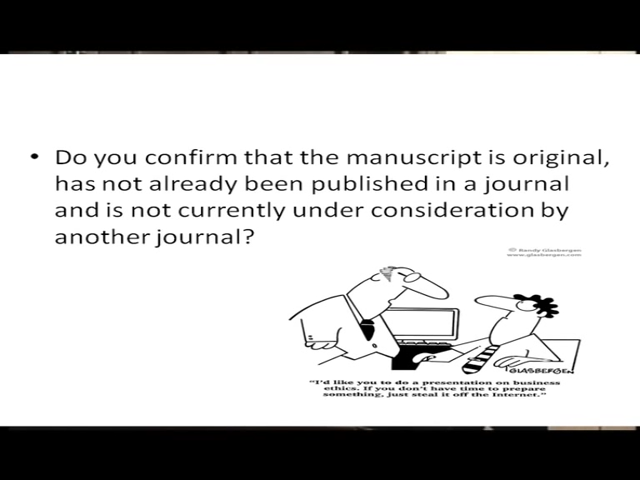 • Do you confirm that the manuscript is original,
has not already been published in a journal
and is not currently under consideration by
another journal?
© Randy Glasbergen
www.glasbergen.com
GLASBERGEN
"I'd like you to do a presentation on business
ethics. If you don't have time to prepare
something, just steal it off the Internet."